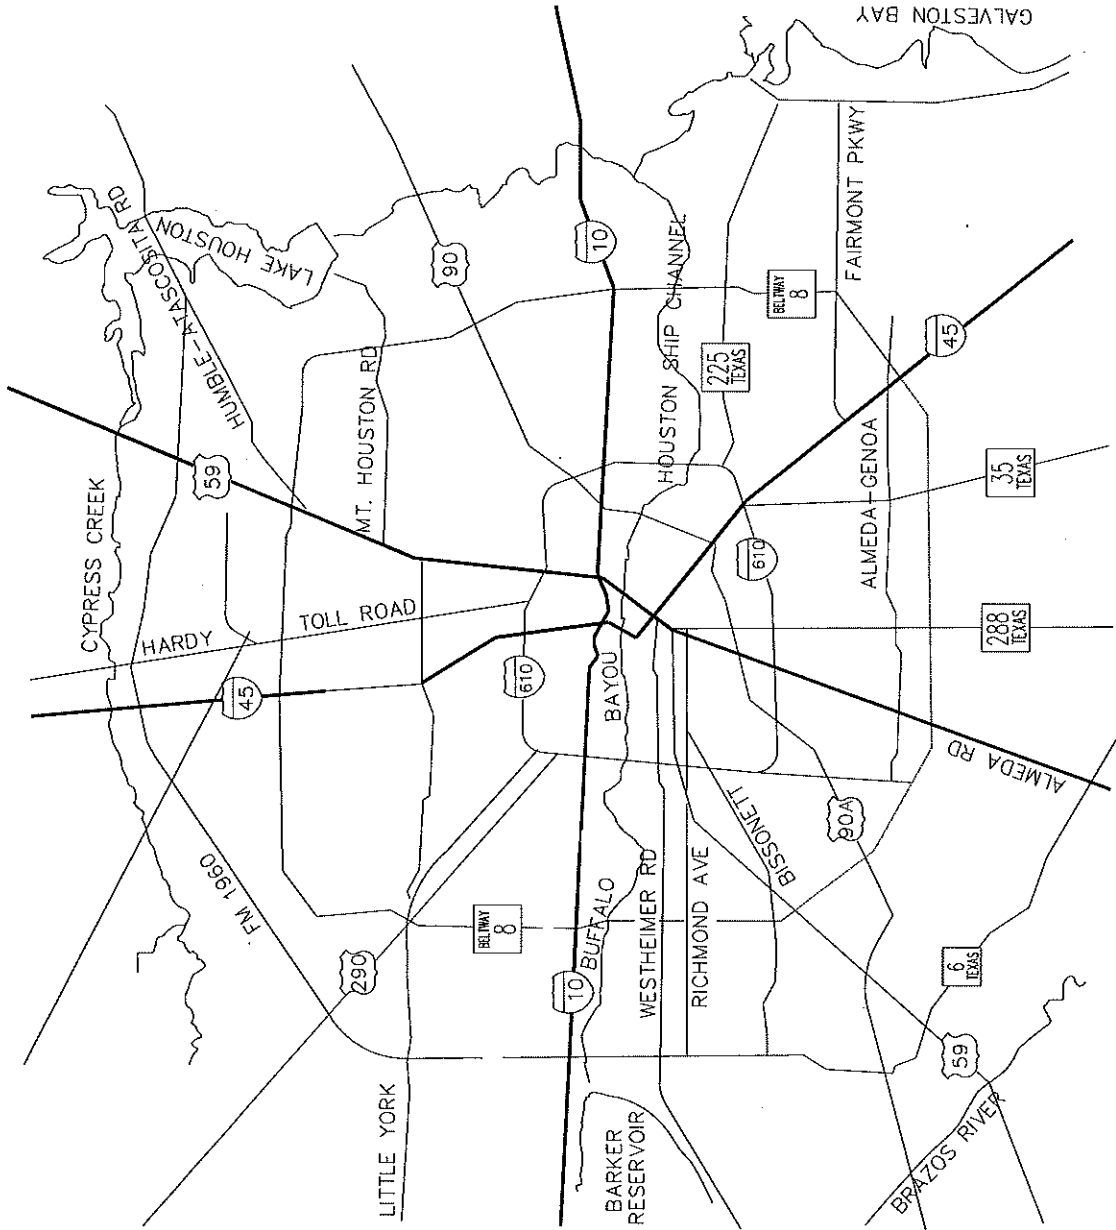 CYPRESS CREEK
HUMBLE-ATASCOSITA RD
LAKE HOUSTON
FM 1960
HARDY
TOLL ROAD
45
59
MT. HOUSTON RD
90
290
LITTLE YORK
BELTWAY
8
610
10
10
BARKER
RESERVOIR
BUFFALO
BAYOU
HOUSTON SHIP CHANNEL
WESTHEIMER RD
RICHMOND AVE
BISSONETT
225
TEXAS
BELTWAY
8
610
90A
FAIRMONT PKWY
GALVESTON BAY
ALMEDA-GENOA
45
BRAZOS RIVER
59
6
TEXAS
ALMEDA RD
288
TEXAS
35
TEXAS